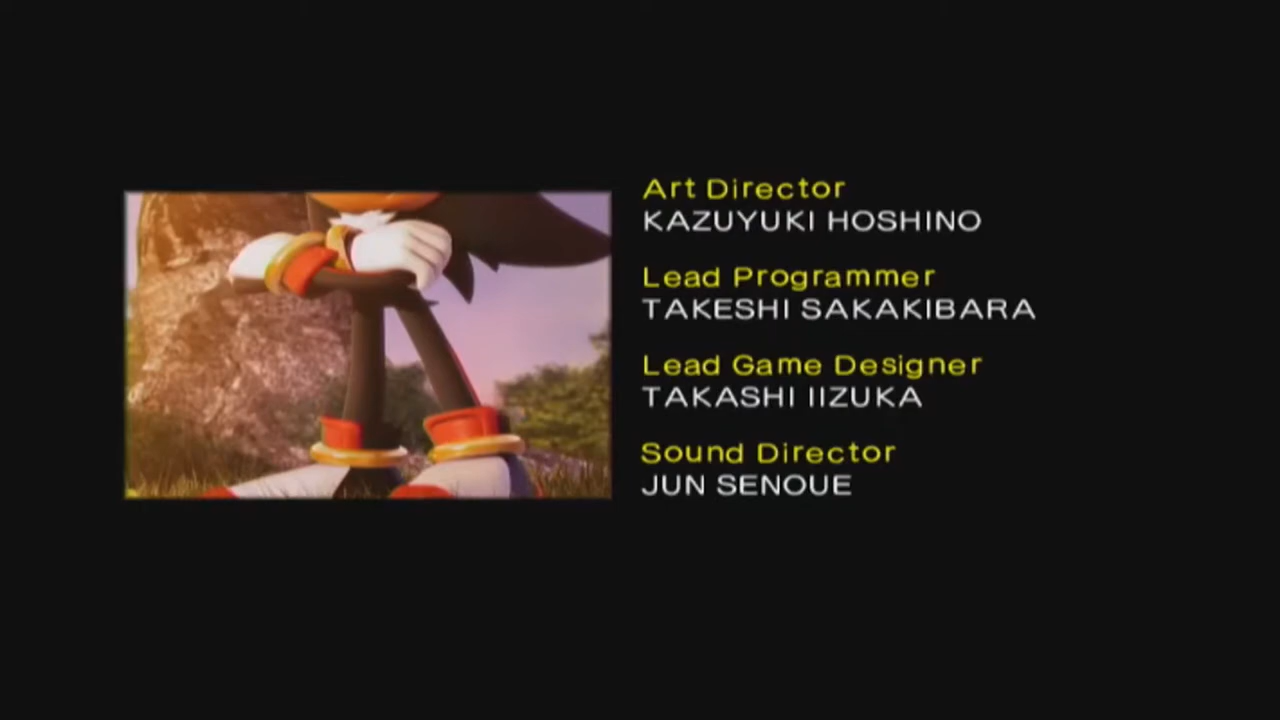 Art Director
KAZUYUKI HOSHINO
Lead Programmer
TAKESHI SAKAKIBARA
Lead Game Designer
TAKASHI IIZUKA
Sound Director
JUN SENOUE